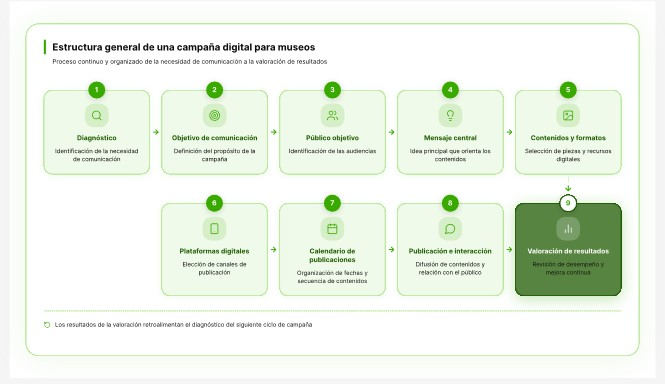 Estructura general de una campaña digital para museos
Proceso continuo y organizado de la necesidad de comunicación a la valoración de resultados
1
Diagnóstico
Identificación de la necesidad
de comunicación
2
Objetivo de comunicación
Definición del propósito de la
campaña
3
Público objetivo
Identificación de las audiencias
4
Mensaje central
Idea principal que orienta los
contenidos
5
Contenidos y formatos
Selección de piezas y recursos
digitales
6
Plataformas digitales
Elección de canales de
publicación
7
Calendario de
publicaciones
Organización de fechas y
secuencia de contenidos
8
Publicación e interacción
Difusión de contenidos y
relación con el público
9
Valoración de resultados
Revisión de desempeño y
mejora continua
Los resultados de la valoración retroalimentan el diagnóstico del siguiente ciclo de campaña